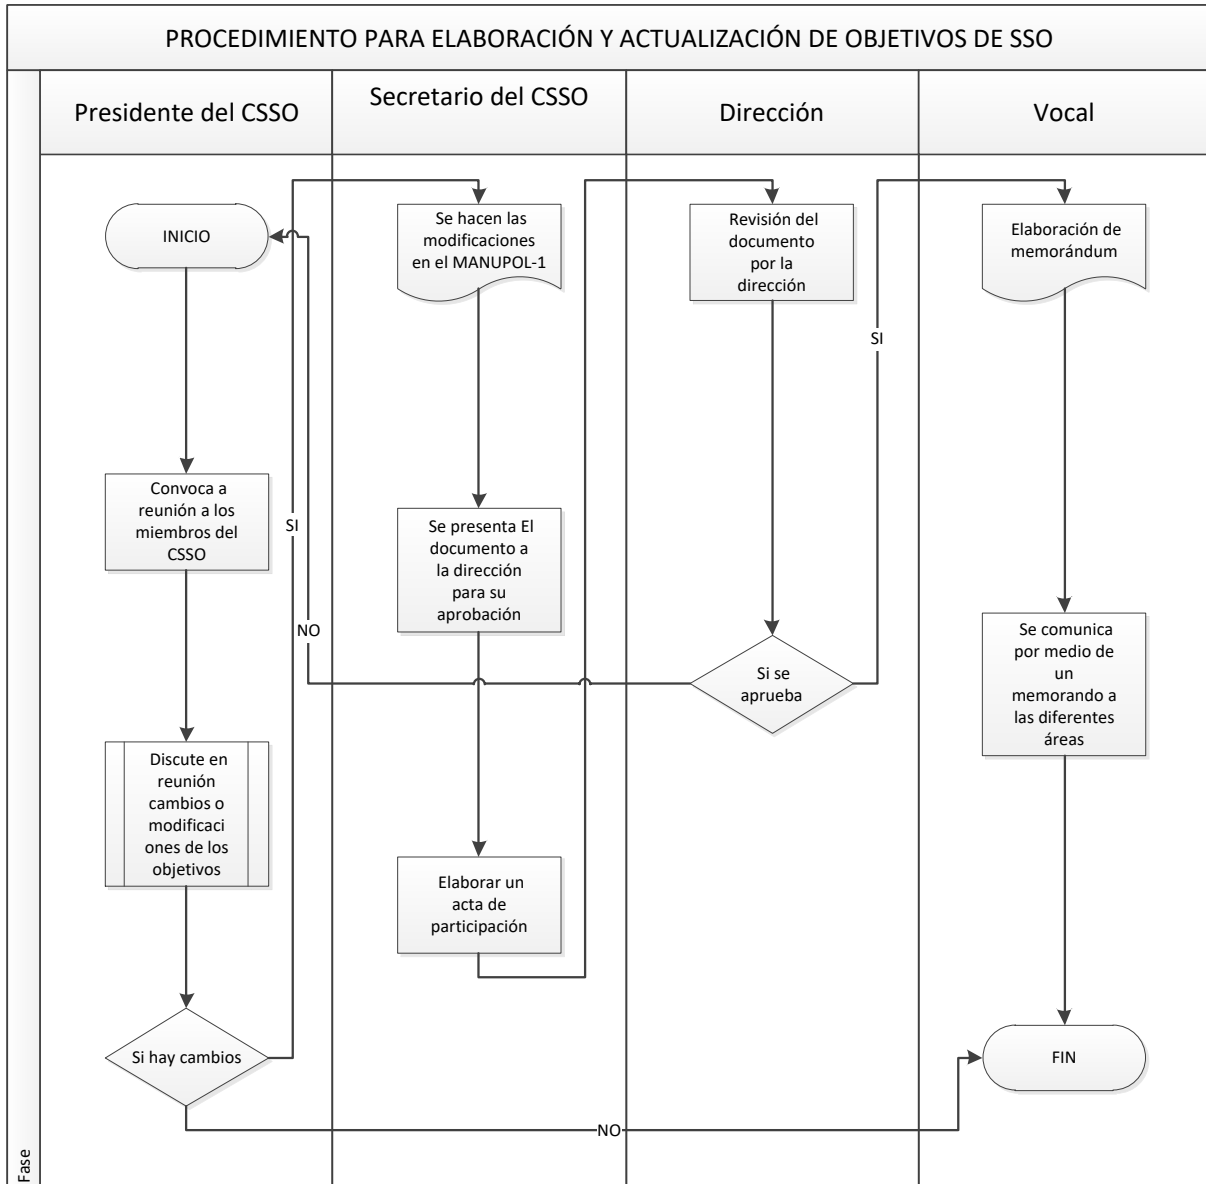 PROCEDIMIENTO PARA ELABORACIÓN Y ACTUALIZACIÓN DE OBJETIVOS DE SSO
Presidente del CSSO
Secretario del CSSO
Dirección
Vocal
INICIO
Convoca a
reunión a los
miembros del
CSSO
Discute en
reunión
cambios o
modificaci
ones de los
objetivos
Si hay cambios
SI
NO
Se hacen las
modificaciones
en el MANUPOL-1
Se presenta El
documento a
la dirección
para su
aprobación
Elaborar un
acta de
participación
NO
Revisión del
documento
por la
dirección
Si se
aprueba
SI
Elaboración de
memorándum
Se comunica
por medio de
un
memorando a
las diferentes
áreas
FIN
Fase